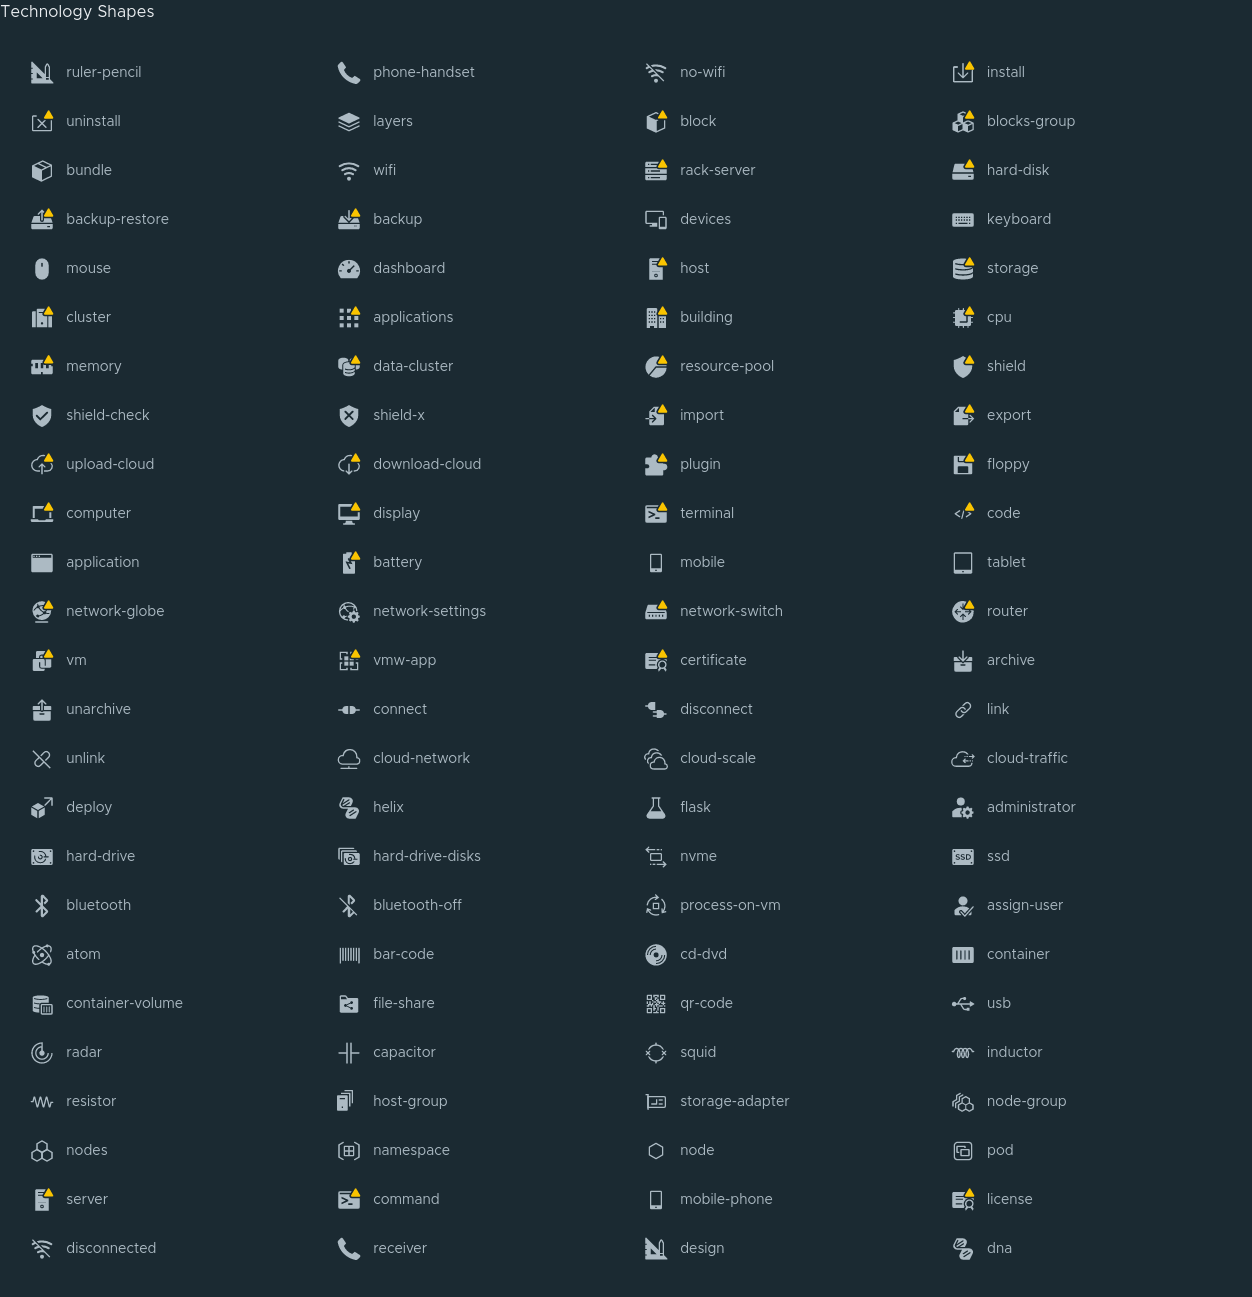 Technology Shapes
ruler-pencil phone-handset no-wifi install
uninstall layers block blocks-group
bundle wifi rack-server hard-disk
backup-restore backup devices keyboard
mouse dashboard host storage
cluster applications building cpu
memory data-cluster resource-pool shield
shield-check shield-x import export
upload-cloud download-cloud plugin floppy
computer display terminal code
application battery mobile tablet
network-globe network-settings network-switch router
vm vmw-app certificate archive
unarchive connect disconnect link
unlink cloud-network cloud-scale cloud-traffic
deploy helix flask administrator
hard-drive hard-drive-disks nvme SSD ssd
bluetooth bluetooth-off process-on-vm assign-user
atom bar-code cd-dvd container
container-volume file-share qr-code usb
radar capacitor squid inductor
resistor host-group storage-adapter node-group
nodes namespace node pod
server command mobile-phone license
disconnected receiver design dna